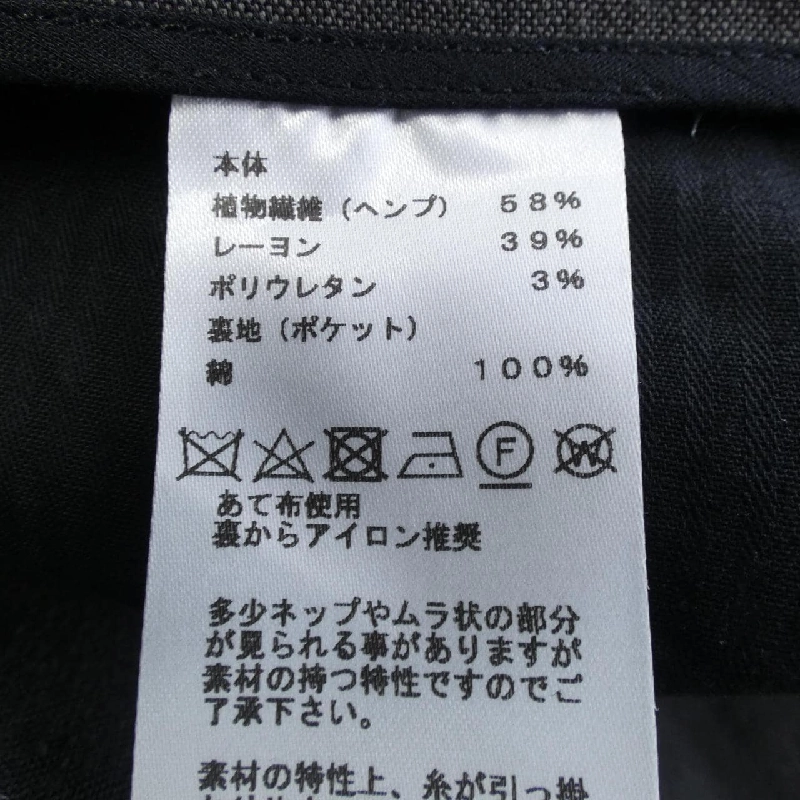 本体
植物繊維（ヘンプ） 58%
レーヨン 39%
ポリウレタン 3%
裏地（ポケット）
綿 100%
F W
あて布使用
裏からアイロン推奨
多少ネップやムラ状の部分
が見られる事がありますが
素材の持つ特性ですのでご
了承下さい。
素材の特性上、糸が引っ掛